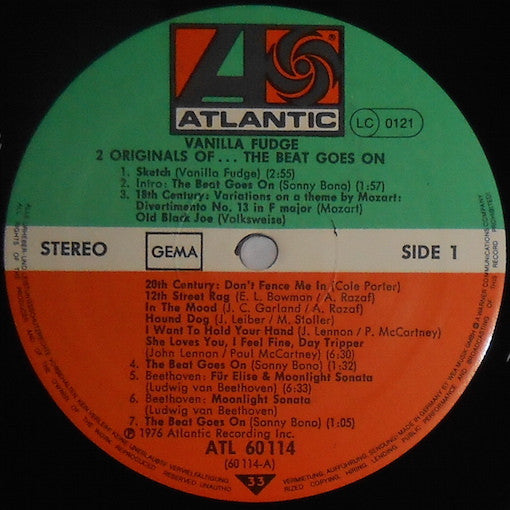 ATLANTIC
LC 0121
VANILLA FUDGE
2 ORIGINALS OF... THE BEAT GOES ON
1. Sketch (Vanilla Fudge) (2:55)
2. Intro: The Beat Goes On (Sonny Bono) (1:57)
3. 18th Century: Variations on a theme by Mozart:
Divertimento No. 13 in F major (Mozart)
Old Black Joe (Volksweise)
STEREO
GEMA
SIDE 1
20th Century: Don't Fence Me In (Cole Porter)
12th Street Rag (E. L. Bowman / A. Razaf)
In The Mood (J. C. Garland / A. Razaf)
Hound Dog (J. Leiber / M. Stoller)
I Want To Hold Your Hand (J. Lennon / P. McCartney)
She Loves You, I Feel Fine, Day Tripper
(John Lennon / Paul McCartney) (6:30)
4. The Beat Goes On (Sonny Bono) (1:32)
5. Beethoven: Für Elise & Moonlight Sonata
(Ludwig van Beethoven) (6:33)
6. Beethoven: Moonlight Sonata
(Ludwig van Beethoven)
7. The Beat Goes On (Sonny Bono) (1:05)
℗ 1976 Atlantic Recording Inc.
ATL 60 114
(60 114-A)
33